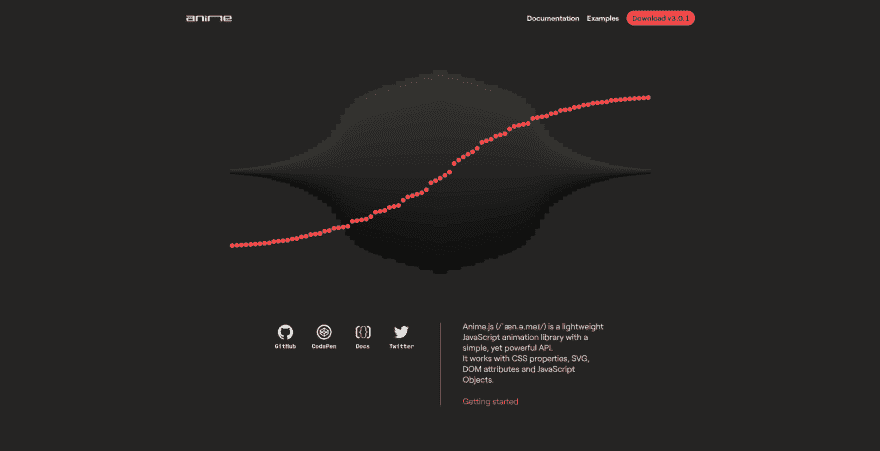 anime
Documentation Examples Download v3.0.1
GitHub CodePen Docs Twitter
Anime.js (/ˈæn.ə.meɪ/) is a lightweight
JavaScript animation library with a
simple, yet powerful API.
It works with CSS properties, SVG,
DOM attributes and JavaScript
Objects.
Getting started